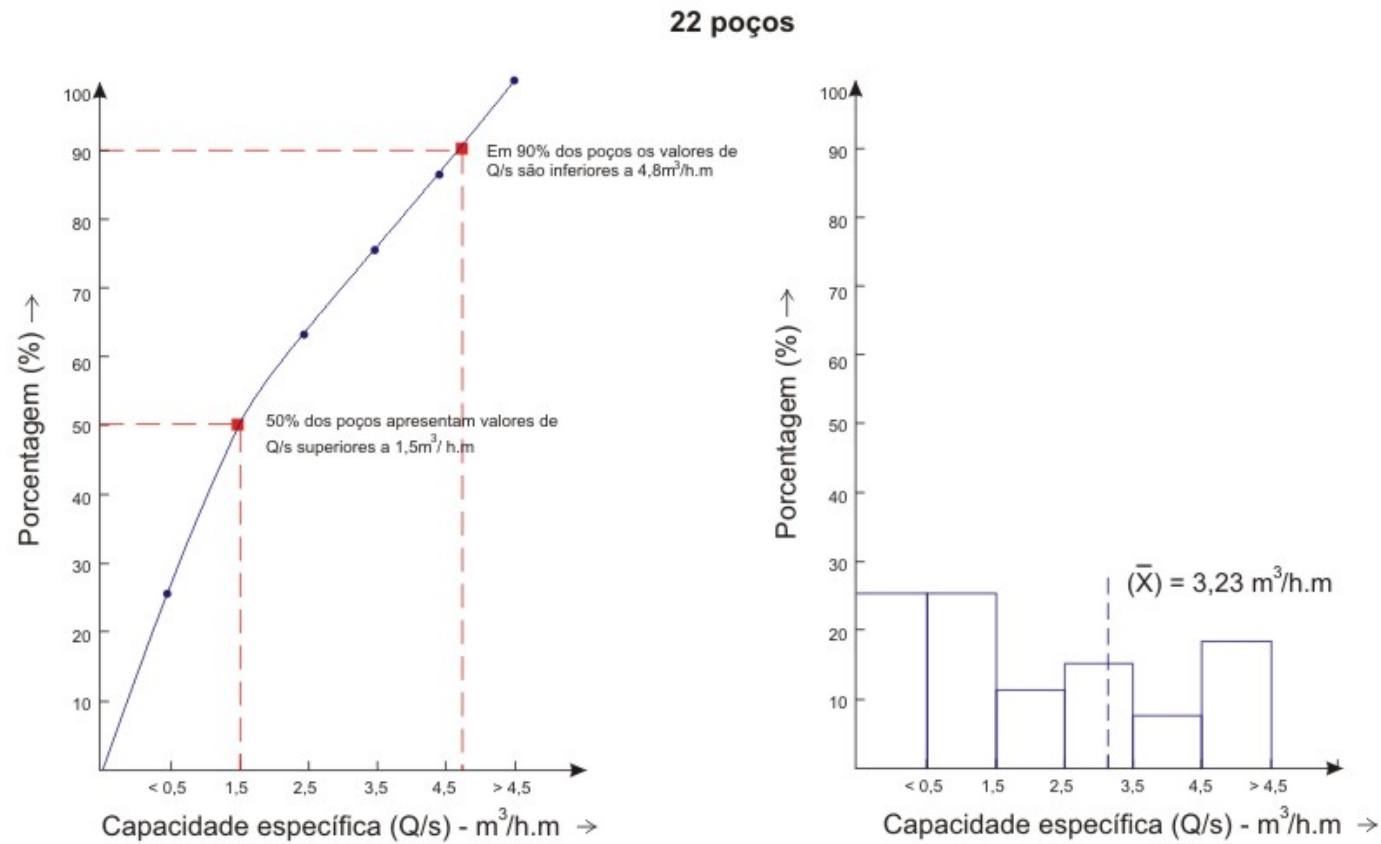 22 poços
100
90
80
70
60
50
40
30
20
10
Porcentagem (%) →
Em 90% dos poços os valores de
Q/s são inferiores a 4,8m³/h.m
50% dos poços apresentam valores de
Q/s superiores a 1,5m³/ h.m
< 0,5 1,5 2,5 3,5 4,5 > 4,5
Capacidade específica (Q/s) - m³/h.m →
100
90
80
70
60
50
40
30
20
10
Porcentagem (%) →
(X̅) = 3,23 m³/h.m
< 0,5 1,5 2,5 3,5 4,5 > 4,5
Capacidade específica (Q/s) - m³/h.m →